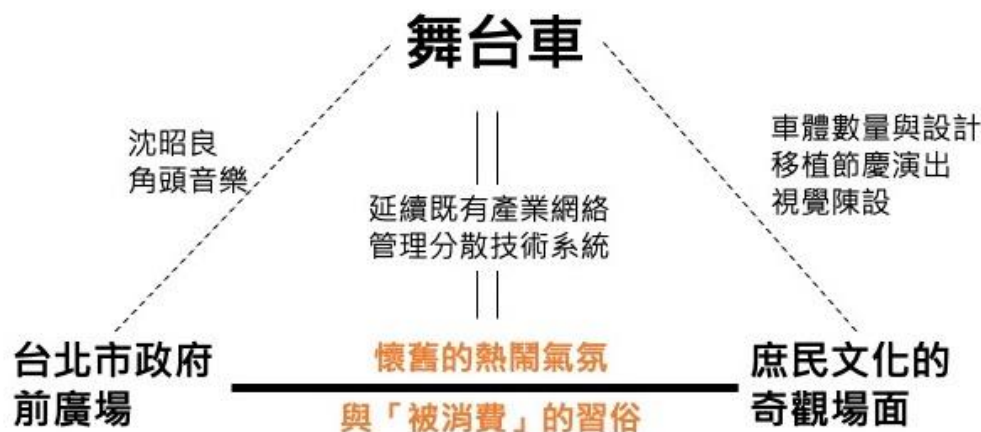 舞台車
沈昭良
角頭音樂
車體數量與設計
移植節慶演出
視覺陳設
延續既有產業網絡
管理分散技術系統
台北市政府
前廣場
懷舊的熱鬧氣氛
與「被消費」的習俗
庶民文化的
奇觀場面